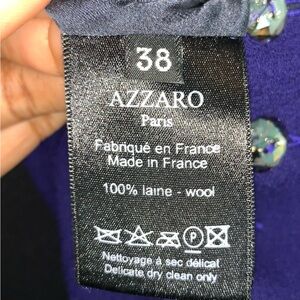 38
AZZARO
Paris
Fabriqué en France
Made in France
100% laine - wool
P
Nettoyage à sec délicat
Delicate dry clean only